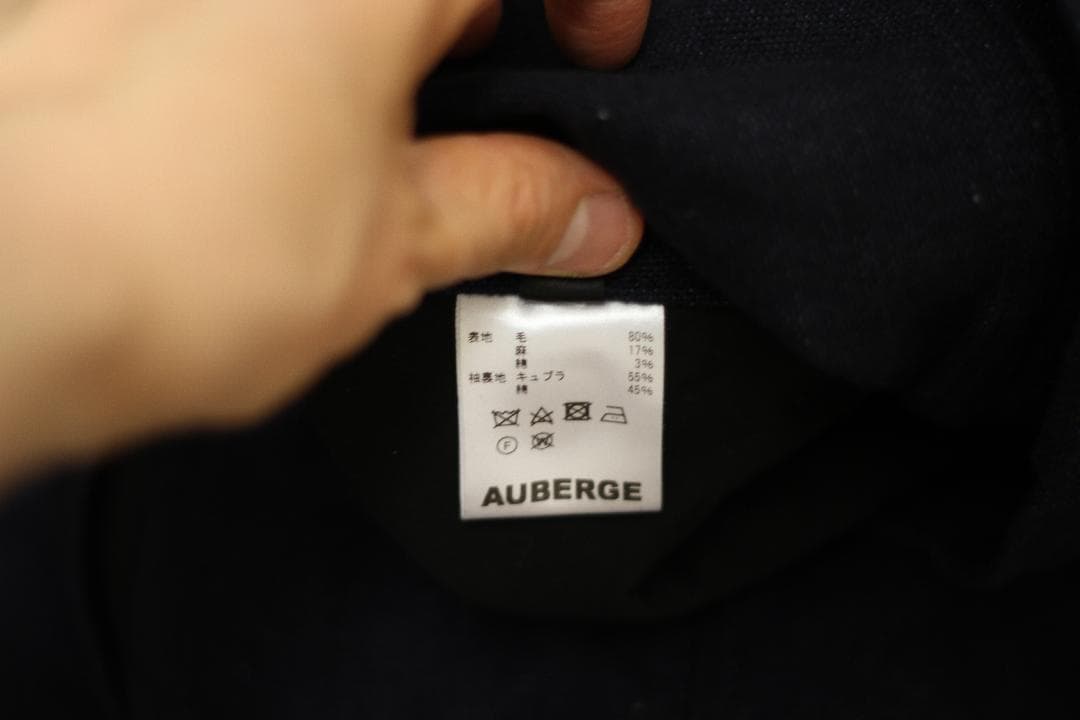 表地 毛 80%
麻 17%
綿 3%
袖裏地 キュプラ 55%
綿 45%
F W
AUBERGE